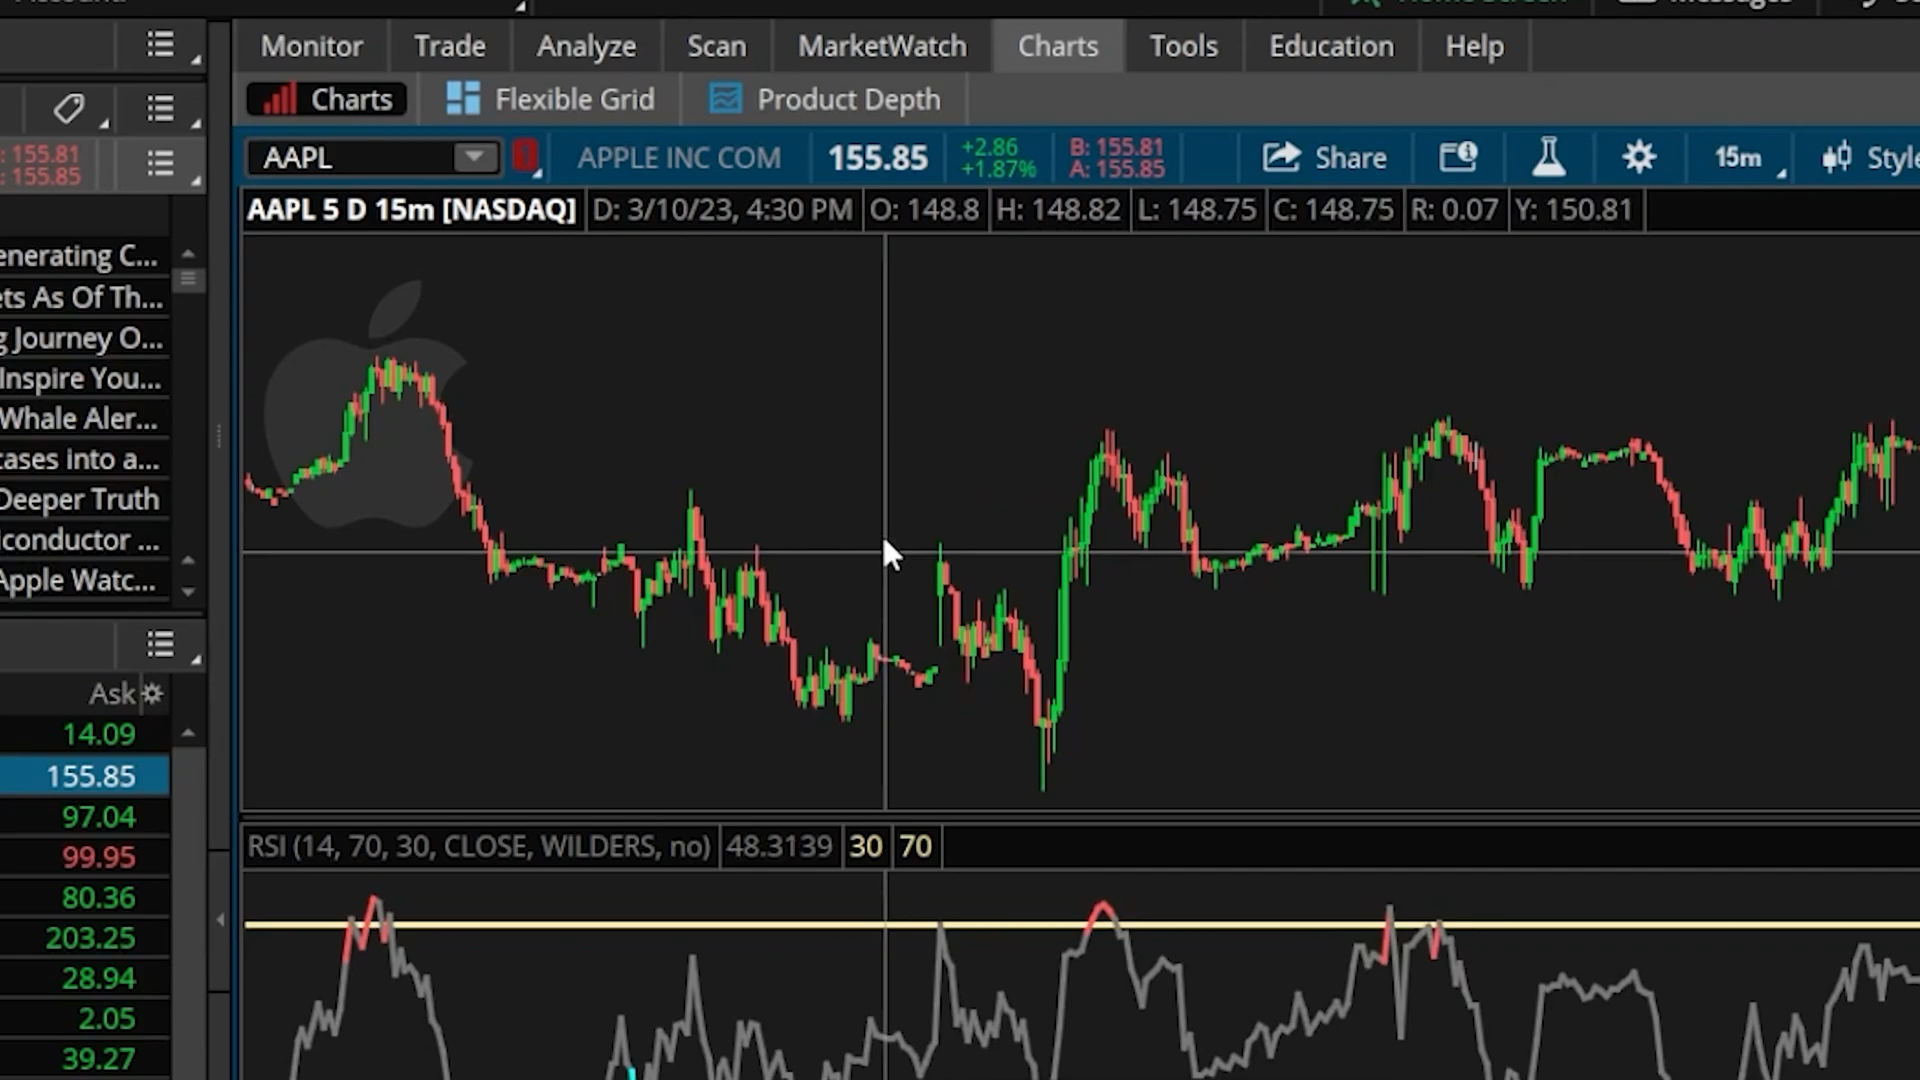 Monitor Trade Analyze Scan MarketWatch Charts Tools Education Help
Charts Flexible Grid Product Depth
: 155.81
: 155.85
AAPL APPLE INC COM 155.85 +2.86 +1.87% B: 155.81 A: 155.85 Share 15m Style
AAPL 5 D 15m [NASDAQ] D: 3/10/23, 4:30 PM O: 148.8 H: 148.82 L: 148.75 C: 148.75 R: 0.07 Y: 150.81
enerating C...
ets As Of Th...
g Journey O...
Inspire You...
Whale Aler...
cases into a...
Deeper Truth
iconductor ...
Apple Watc...
Ask
14.09
155.85
97.04
99.95
80.36
203.25
28.94
2.05
39.27
RSI (14, 70, 30, CLOSE, WILDERS, no) 48.3139 30 70